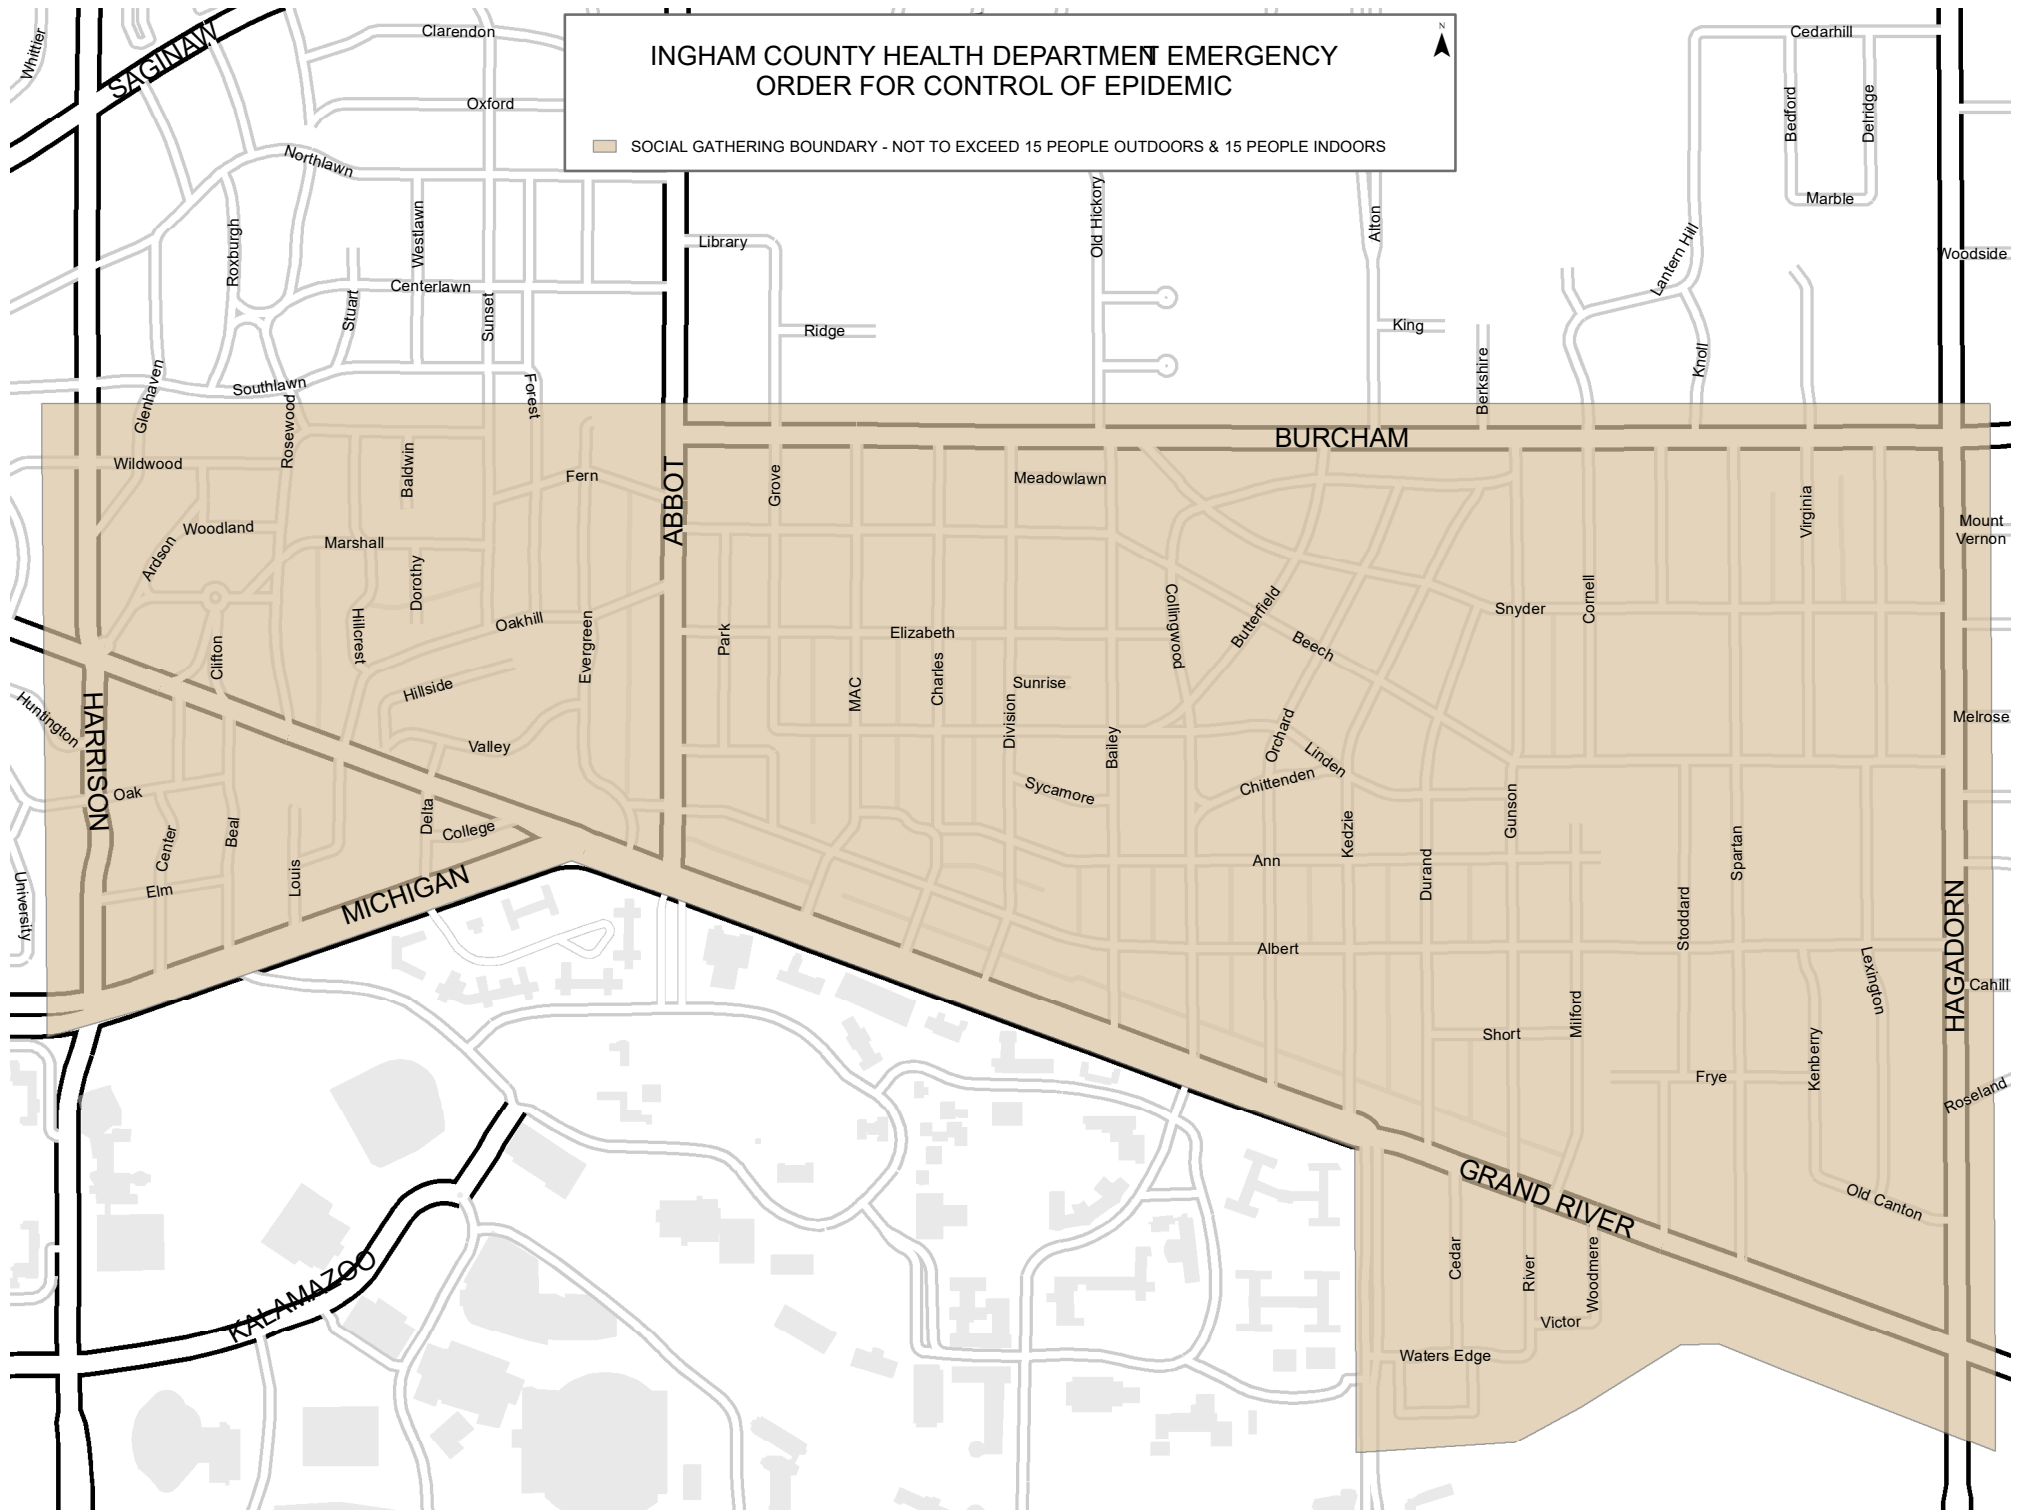 INGHAM COUNTY HEALTH DEPARTMENT EMERGENCY
ORDER FOR CONTROL OF EPIDEMIC
N
SOCIAL GATHERING BOUNDARY - NOT TO EXCEED 15 PEOPLE OUTDOORS & 15 PEOPLE INDOORS
Whittier
SAGINAW
Clarendon
Oxford
Northlawn
Cedarhill
Bedford
Delridge
Marble
Roxburgh
Westlawn
Library
Old Hickory
Alton
Lantern Hill
Woodside
Centerlawn
Stuart
Sunset
Ridge
King
Berkshire
Knoll
Glenhaven
Southlawn
Rosewood
Forest
BURCHAM
Wildwood
Baldwin
Fern
ABBOT
Grove
Meadowlawn
Virginia
Mount
Vernon
Woodland
Ardson
Marshall
Dorothy
Hillcrest
Oakhill
Evergreen
Clifton
Park
Elizabeth
Charles
Collingwood
Butterfield
Beech
Snyder
Cornell
Huntington
HARRISON
Hillside
Valley
MAC
Sunrise
Division
Bailey
Orchard
Linden
Melrose
Oak
Center
Beal
Delta
College
Sycamore
Chittenden
Kedzie
Gunson
Elm
Louis
MICHIGAN
University
Ann
Durand
Spartan
Stoddard
Albert
Lexington
HAGADORN
Cahill
Short
Milford
Frye
Kenberry
Roseland
GRAND RIVER
Old Canton
Cedar
River
Woodmere
Victor
Waters Edge
KALAMAZOO